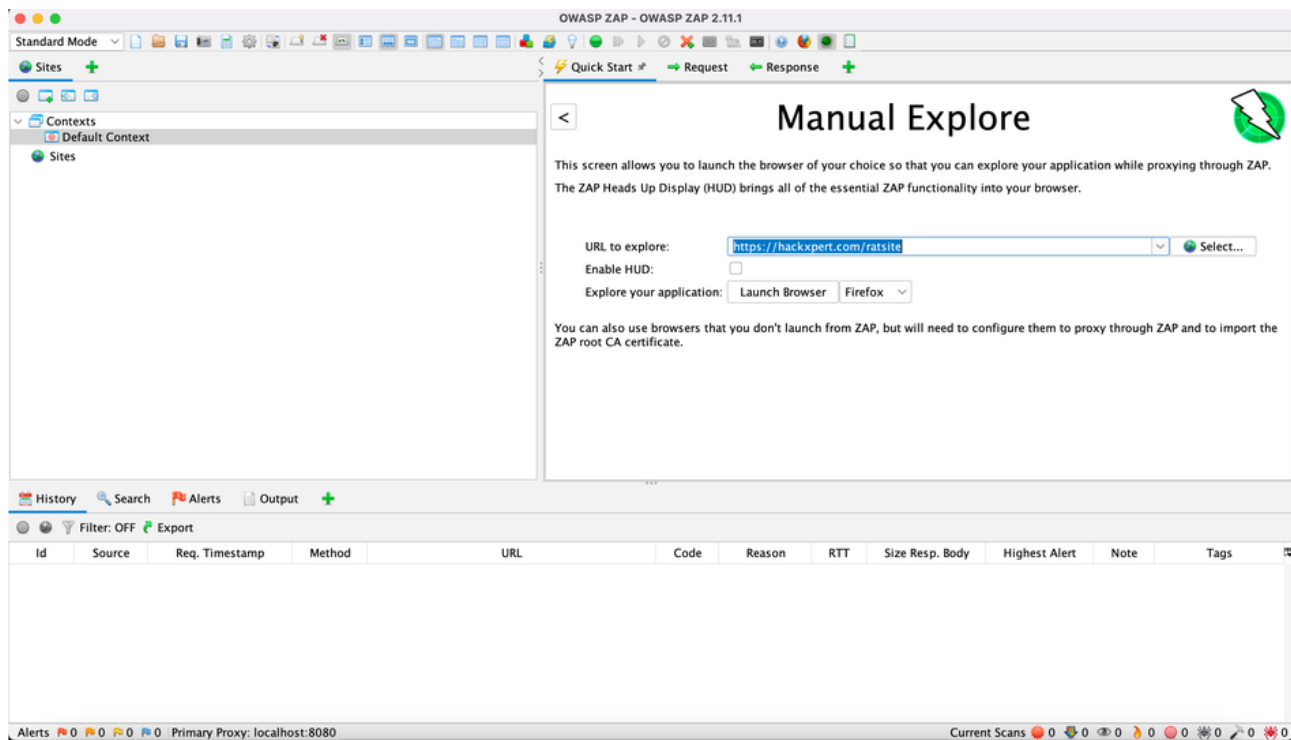 OWASP ZAP - OWASP ZAP 2.11.1
Standard Mode
Sites
Quick Start
Request
Response
Contexts
Default Context
Sites
<
Manual Explore
This screen allows you to launch the browser of your choice so that you can explore your application while proxying through ZAP.
The ZAP Heads Up Display (HUD) brings all of the essential ZAP functionality into your browser.
URL to explore: https://hackxpert.com/ratsite Select...
Enable HUD:
Explore your application: Launch Browser Firefox
You can also use browsers that you don't launch from ZAP, but will need to configure them to proxy through ZAP and to import the
ZAP root CA certificate.
History Search Alerts Output
Filter: OFF Export
Id Source Req. Timestamp Method URL Code Reason RTT Size Resp. Body Highest Alert Note Tags
Alerts 0 0 0 0 Primary Proxy: localhost:8080 Current Scans 0 0 0 0 0 0 0 0